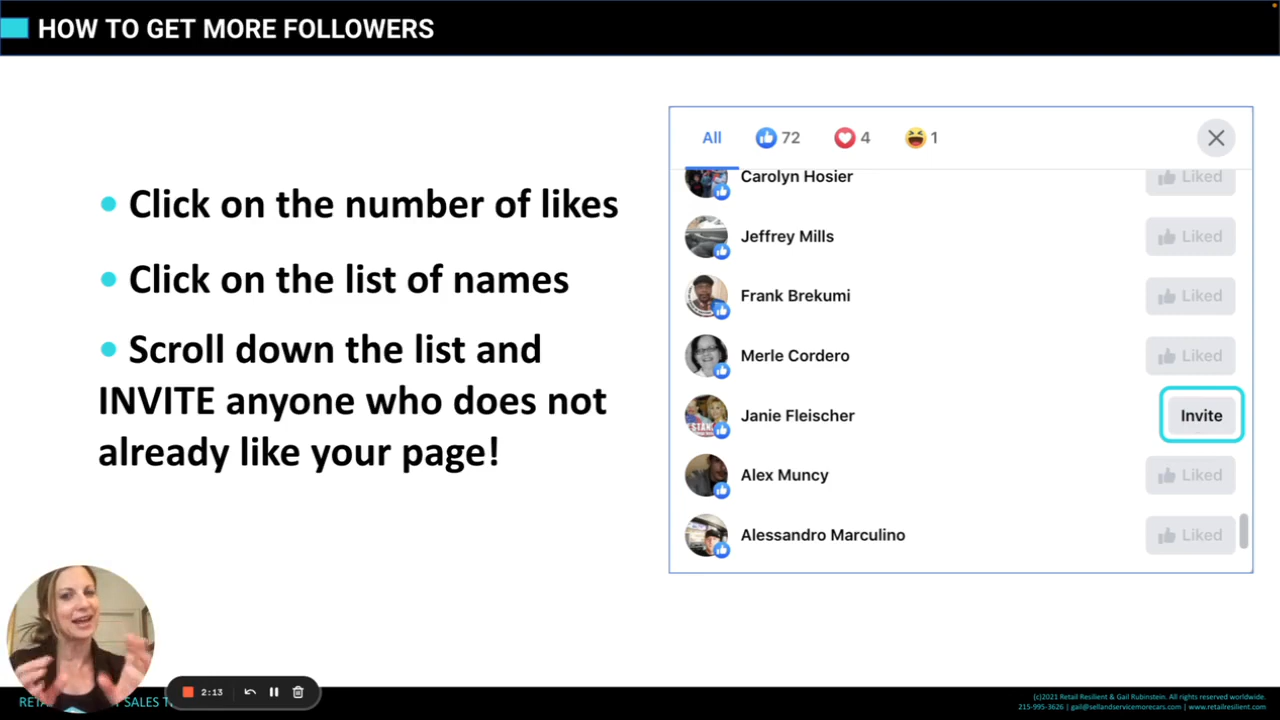 HOW TO GET MORE FOLLOWERS
• Click on the number of likes
• Click on the list of names
• Scroll down the list and
INVITE anyone who does not
already like your page!
All 72 4 1
Carolyn Hosier Liked
Jeffrey Mills Liked
Frank Brekumi Liked
Merle Cordero Liked
Janie Fleischer Invite
Alex Muncy Liked
Alessandro Marculino Liked
2:13
SALES
(c)2021 Retail Resilient & Gail Rubinstein. All rights reserved worldwide.
215-995-3626 | gail@sellandservicemorecars.com | www.retailresilient.com